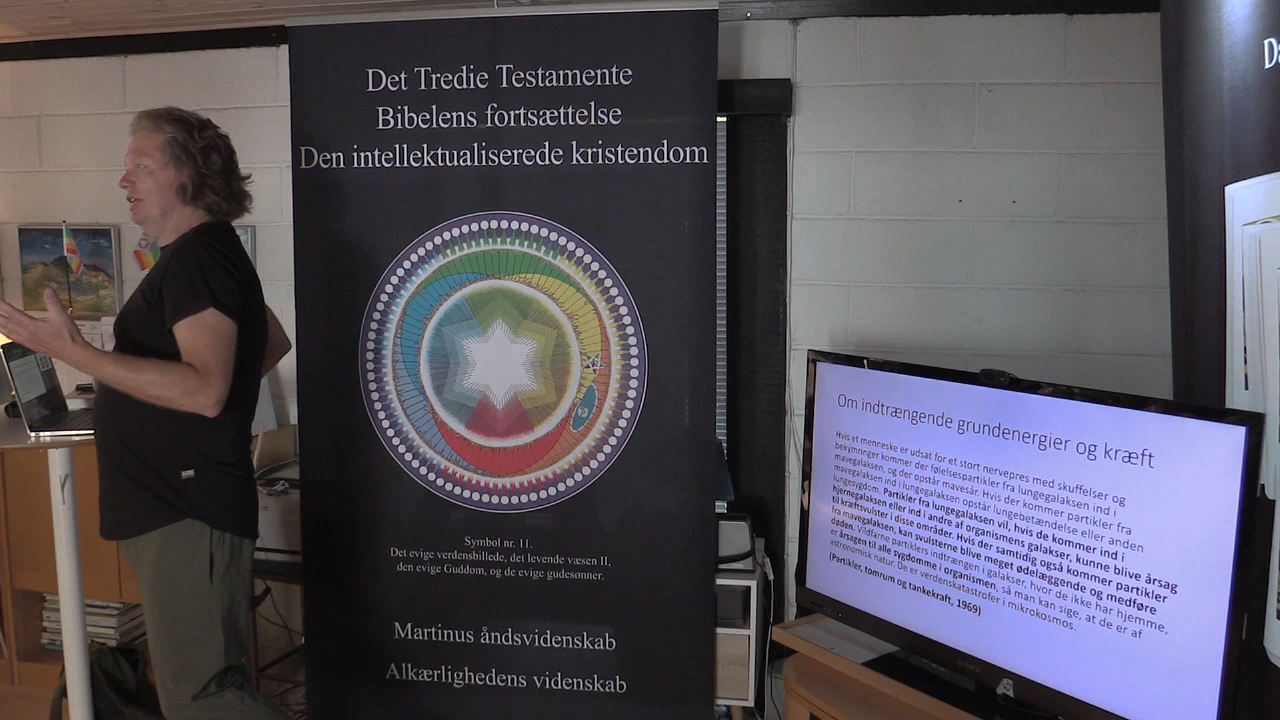 Det Tredie Testamente
Bibelens fortsættelse
Den intellektualiserede kristendom
Symbol nr. 11.
Det evige verdensbillede, det levende væsen II,
den evige Guddom, og de evige gudesønner.
Martinus åndsvidenskab
Alkærlighedens videnskab
Om indtrængende grundenergier og kræft
Hvis et menneske er udsat for et stort nervepres med skuffelser og
bekymringer kommer der følelsespartikler fra lungegalaksen ind i
mavegalaksen, og der opstår mavesår. Hvis der kommer partikler fra
mavegalaksen ind i lungegalaksen opstår lungebetændelse eller anden
lungesygdom. Partikler fra lungegalaksen vil, hvis de kommer ind i
hjernegalaksen eller ind i andre af organismens galakser, kunne blive årsag
til kræftsvulster i disse områder. Hvis der samtidig også kommer partikler
fra mavegalaksen, kan svulsterne blive meget ødelæggende og medføre
døden. Vildfarne partiklers indtrængen i galakser, hvor de ikke har hjemme,
er årsagen til alle sygdomme i organismen, så man kan sige, at de er af
astronomisk natur. De er verdenskatastrofer i mikrokosmos.
(Partikler, tomrum og tankekraft, 1969)
SONY